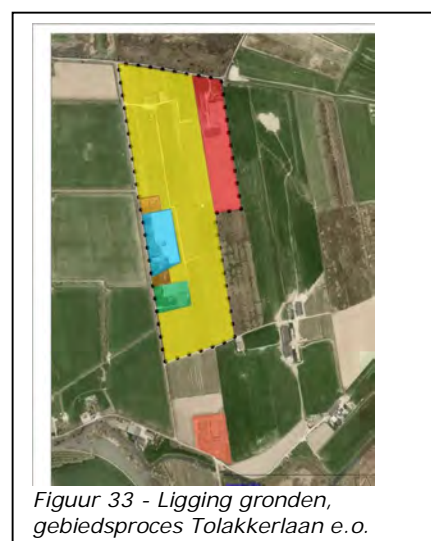 Figuur 33 - Ligging gronden,
gebiedsproces Tolakkerlaan e.o.